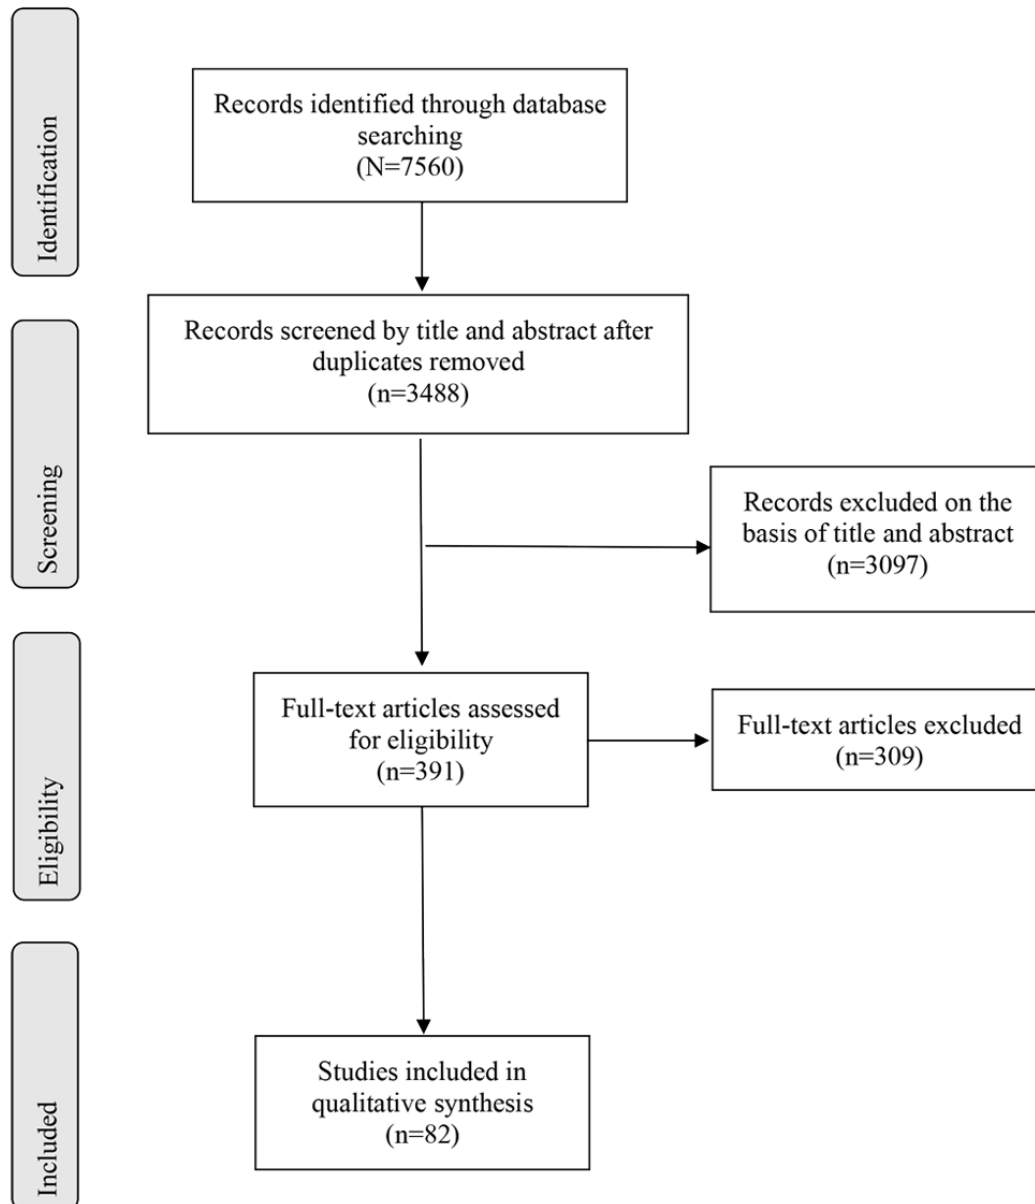 Identification
Records identified through database
searching
(N=7560)
Records screened by title and abstract after
duplicates removed
(n=3488)
Screening
Records excluded on the
basis of title and abstract
(n=3097)
Eligibility
Full-text articles assessed
for eligibility
(n=391)
Full-text articles excluded
(n=309)
Included
Studies included in
qualitative synthesis
(n=82)